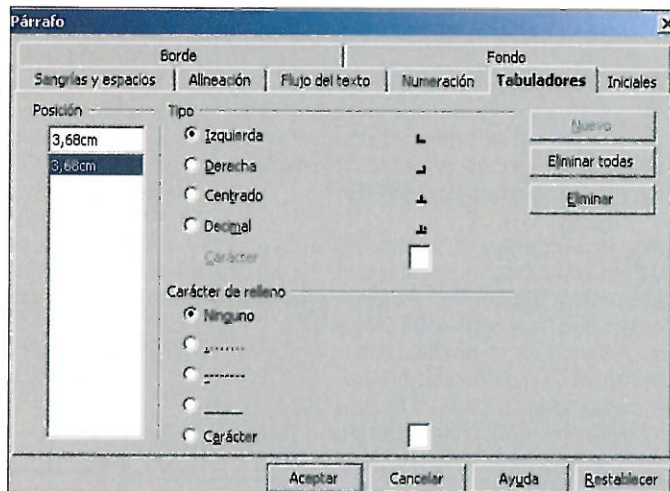 Párrafo
Borde Fondo
Sangrías y espacios Alineación Flujo del texto Numeración Tabuladores Iniciales
Posición Tipo
3,68cm
3,68cm
Izquierda
Derecha
Centrado
Decimal
Carácter
Nuevo
Eliminar todas
Eliminar
Carácter de relleno
Ninguno
Carácter
Aceptar Cancelar Ayuda Restablecer